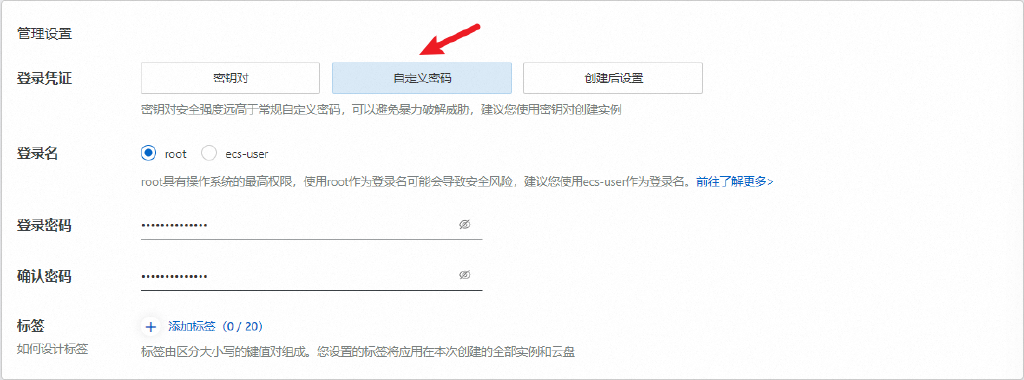 管理设置
登录凭证 密钥对 自定义密码 创建后设置
密钥对安全强度远高于常规自定义密码，可以避免暴力破解威胁，建议您使用密钥对创建实例
登录名 root ecs-user
root具有操作系统的最高权限，使用root作为登录名可能会导致安全风险，建议您使用ecs-user作为登录名。前往了解更多>
登录密码 ••••••••••••••
确认密码 ••••••••••••••
标签 + 添加标签（0 / 20）
如何设计标签 标签由区分大小写的键值对组成。您设置的标签将应用在本次创建的全部实例和云盘